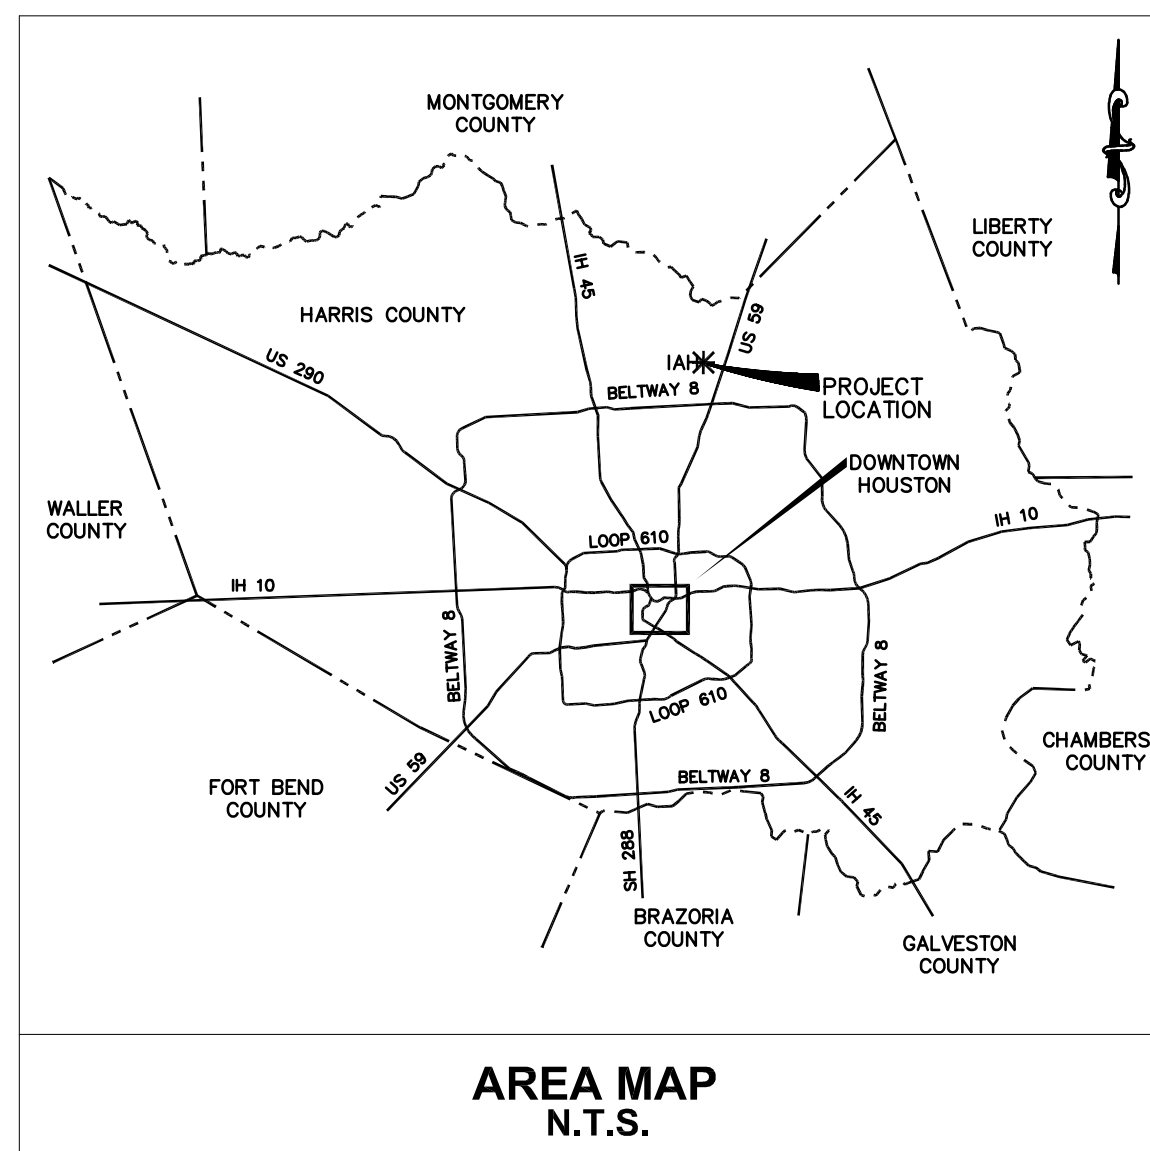 MONTGOMERY
COUNTY
LIBERTY
COUNTY
IH 45
HARRIS COUNTY
US 59
US 290
IAH
PROJECT
LOCATION
BELTWAY 8
DOWNTOWN
HOUSTON
WALLER
COUNTY
IH 10
LOOP 610
IH 10
BELTWAY 8
BELTWAY 8
LOOP 610
CHAMBERS
COUNTY
US 59
BELTWAY 8
FORT BEND
COUNTY
IH 45
SH 288
BRAZORIA
COUNTY
GALVESTON
COUNTY
AREA MAP
N.T.S.